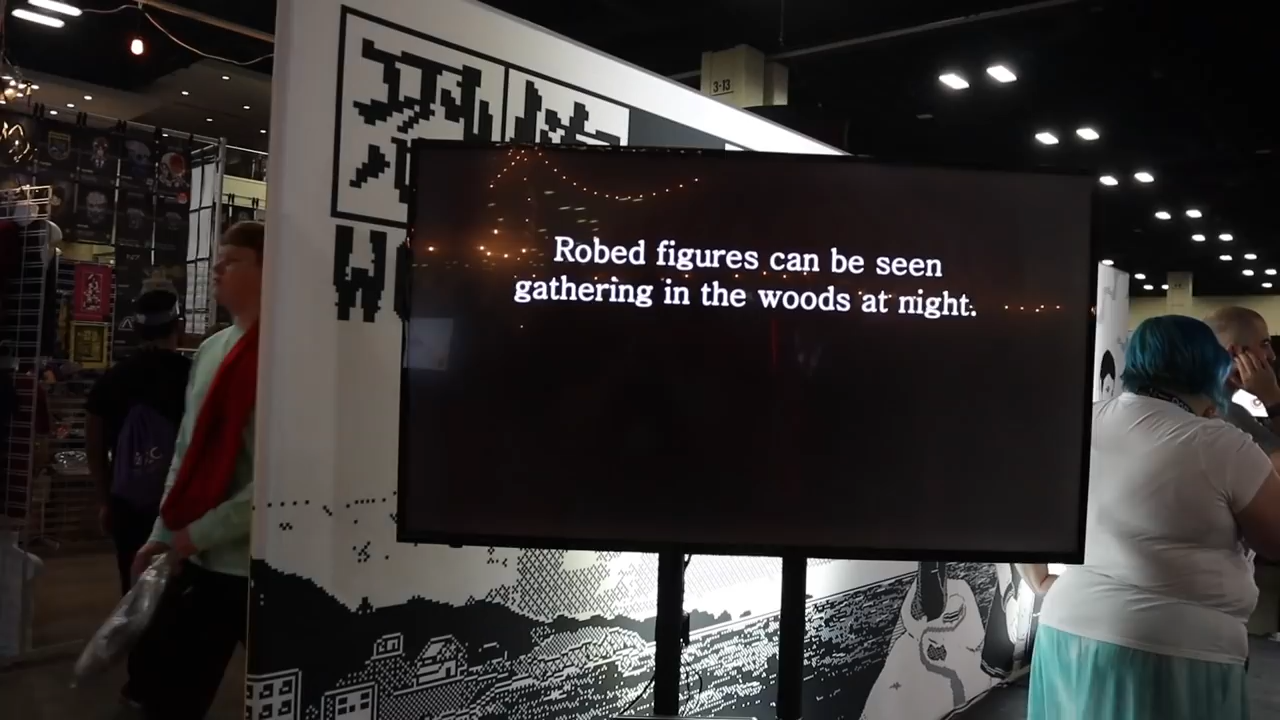 3-13
Robed figures can be seen
gathering in the woods at night.